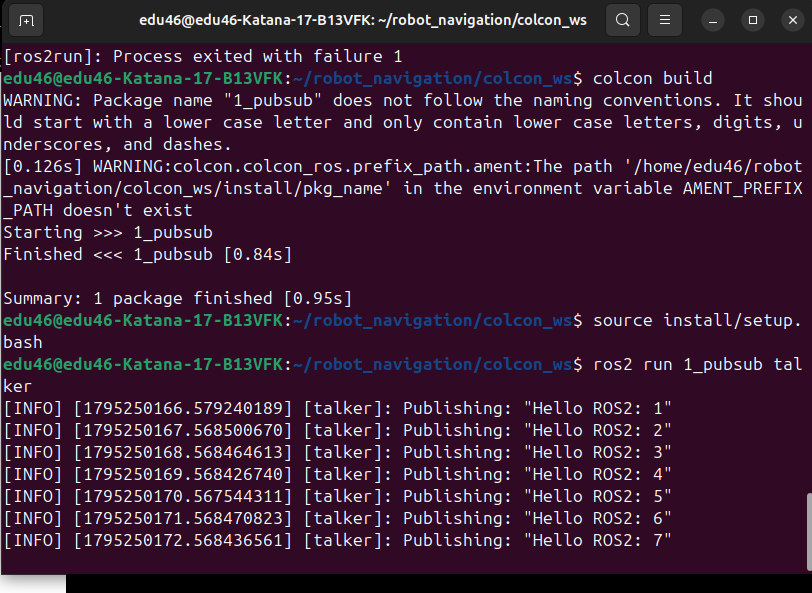 edu46@edu46-Katana-17-B13VFK: ~/robot_navigation/colcon_ws
[ros2run]: Process exited with failure 1
edu46@edu46-Katana-17-B13VFK:~/robot_navigation/colcon_ws$ colcon build
WARNING: Package name "1_pubsub" does not follow the naming conventions. It shou
ld start with a lower case letter and only contain lower case letters, digits, u
nderscores, and dashes.
[0.126s] WARNING:colcon.colcon_ros.prefix_path.ament:The path '/home/edu46/robot
_navigation/colcon_ws/install/pkg_name' in the environment variable AMENT_PREFIX
_PATH doesn't exist
Starting >>> 1_pubsub
Finished <<< 1_pubsub [0.84s]
Summary: 1 package finished [0.95s]
edu46@edu46-Katana-17-B13VFK:~/robot_navigation/colcon_ws$ source install/setup.
bash
edu46@edu46-Katana-17-B13VFK:~/robot_navigation/colcon_ws$ ros2 run 1_pubsub tal
ker
[INFO] [1795250166.579240189] [talker]: Publishing: "Hello ROS2: 1"
[INFO] [1795250167.568500670] [talker]: Publishing: "Hello ROS2: 2"
[INFO] [1795250168.568464613] [talker]: Publishing: "Hello ROS2: 3"
[INFO] [1795250169.568426740] [talker]: Publishing: "Hello ROS2: 4"
[INFO] [1795250170.567544311] [talker]: Publishing: "Hello ROS2: 5"
[INFO] [1795250171.568470823] [talker]: Publishing: "Hello ROS2: 6"
[INFO] [1795250172.568436561] [talker]: Publishing: "Hello ROS2: 7"